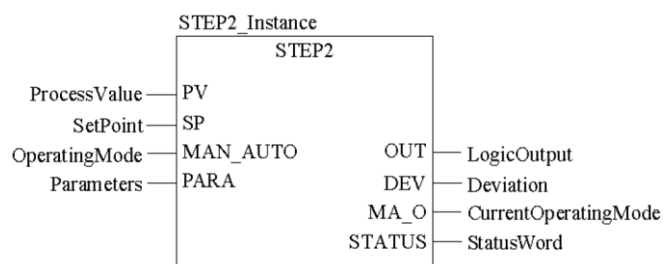 STEP2_Instance
STEP2
ProcessValue PV
SetPoint SP
OperatingMode MAN_AUTO OUT LogicOutput
Parameters PARA DEV Deviation
MA_O CurrentOperatingMode
STATUS StatusWord